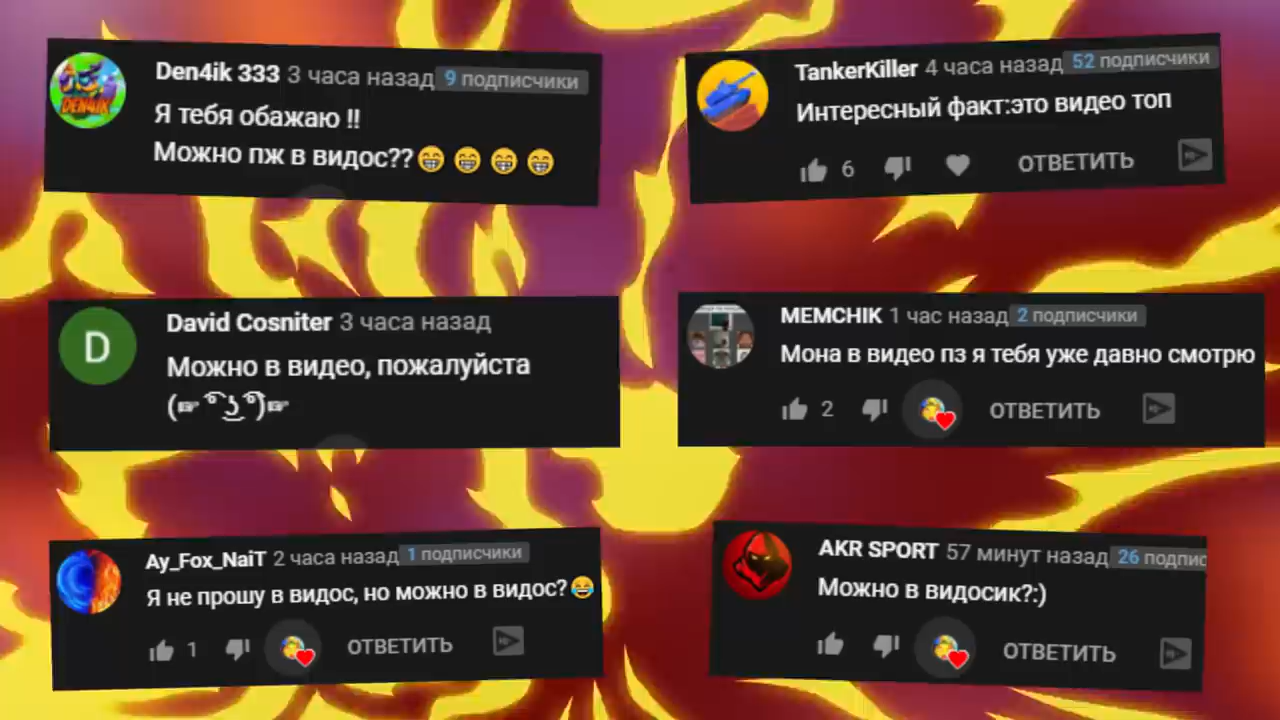 Den4ik 333 3 часа назад 9 подписчики
Я тебя обажаю !!
Можно пж в видос??😁😁😁😁
DEN4IK
TankerKiller 4 часа назад 52 подписчики
Интересный факт:это видео топ
6 ОТВЕТИТЬ
D
David Cosniter 3 часа назад
Можно в видео, пожалуйста
(☞ ͡° ͜ʖ ͡°)☞
MEMCHIK 1 час назад 2 подписчики
Мона в видео пз я тебя уже давно смотрю
2 ОТВЕТИТЬ
Ay_Fox_NaiT 2 часа назад 1 подписчики
Я не прошу в видос, но можно в видос?😂
1 ОТВЕТИТЬ
AKR SPORT 57 минут назад 26 подпис
Можно в видосик?:)
ОТВЕТИТЬ